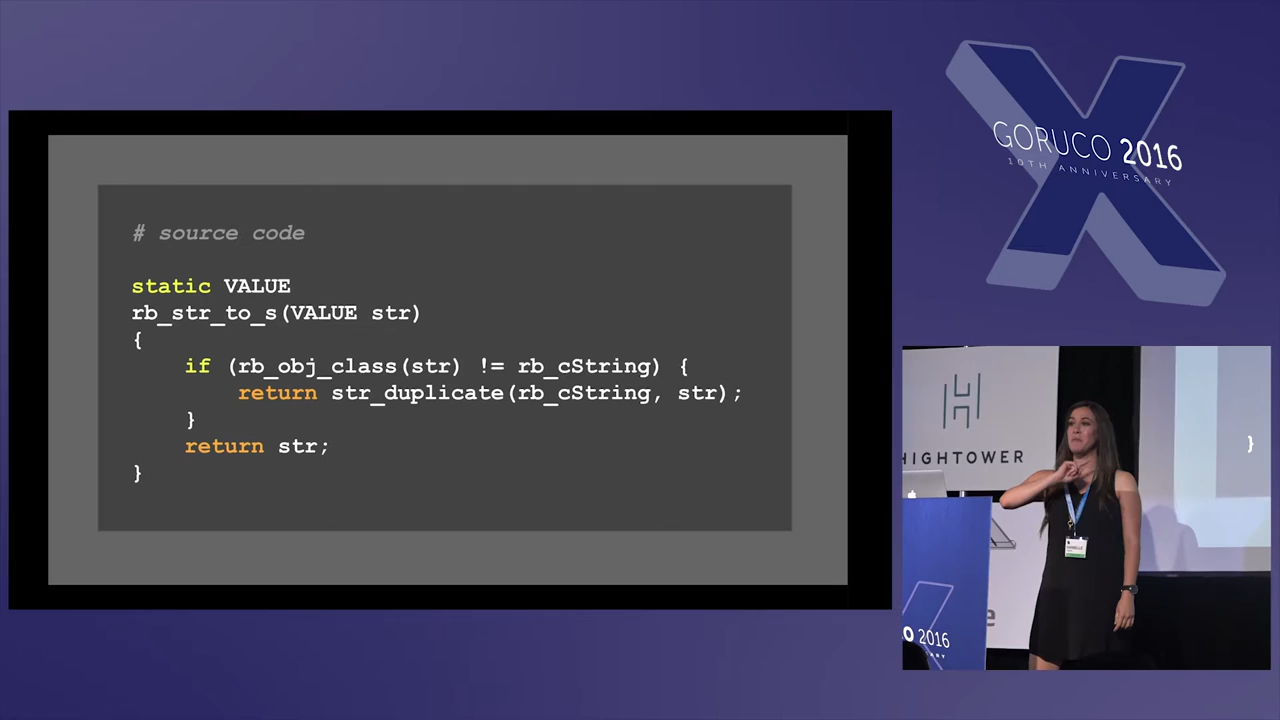 # source code
static VALUE
rb_str_to_s(VALUE str)
{
    if (rb_obj_class(str) != rb_cString) {
        return str_duplicate(rb_cString, str);
    }
    return str;
}
GORUCO 2016
10TH ANNIVERSARY
HIGHTOWER
}
CO 2016